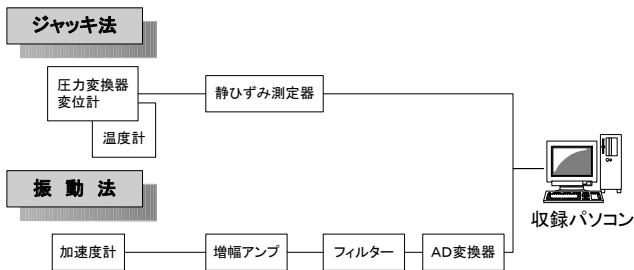 ジャッキ法
圧力変換器
変位計
静ひずみ測定器
温度計
振動法
収録パソコン
加速度計
増幅アンプ
フィルター
AD変換器